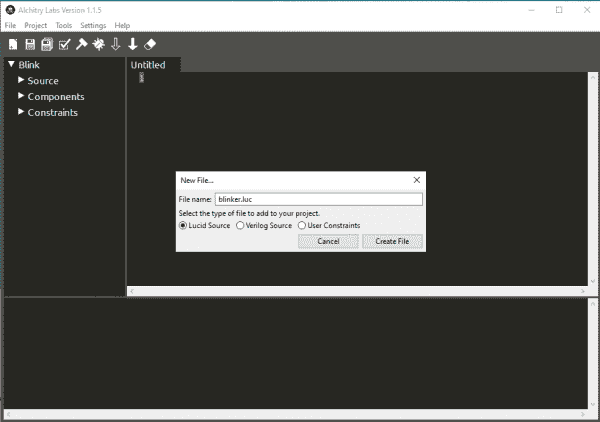 Alchitry Labs Version 1.1.5
File Project Tools Settings Help
Blink
Source
Components
Constraints
Untitled
New File...
File name: blinker.luc
Select the type of file to add to your project.
Lucid Source Verilog Source User Constraints
Cancel Create File